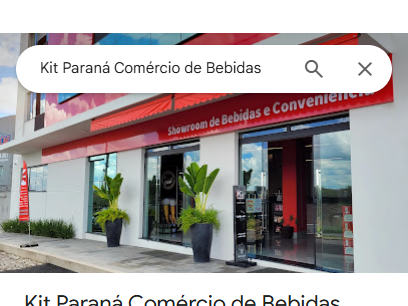 Kit Paraná Comércio de Bebidas
Showroom de Bebidas e Conveniência
Kit Paraná Comércio de Bebidas